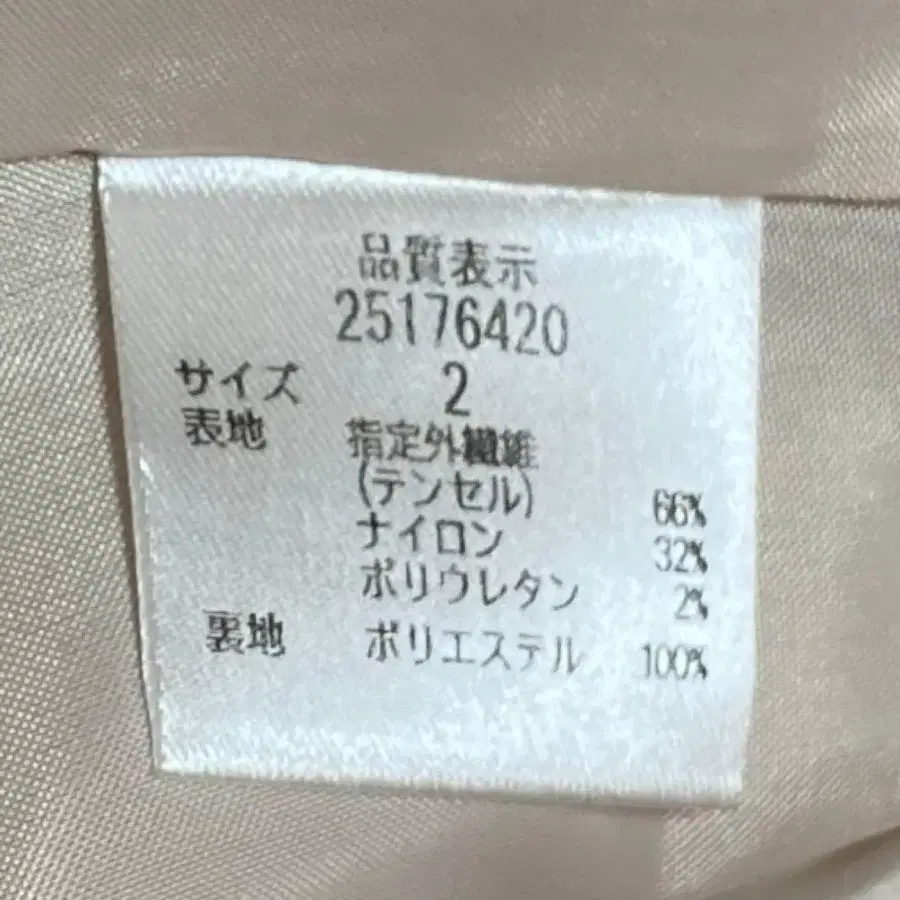 品質表示
25176420
サイズ 2
表地 指定外繊維
(テンセル) 66%
ナイロン 32%
ポリウレタン 2%
裏地 ポリエステル 100%